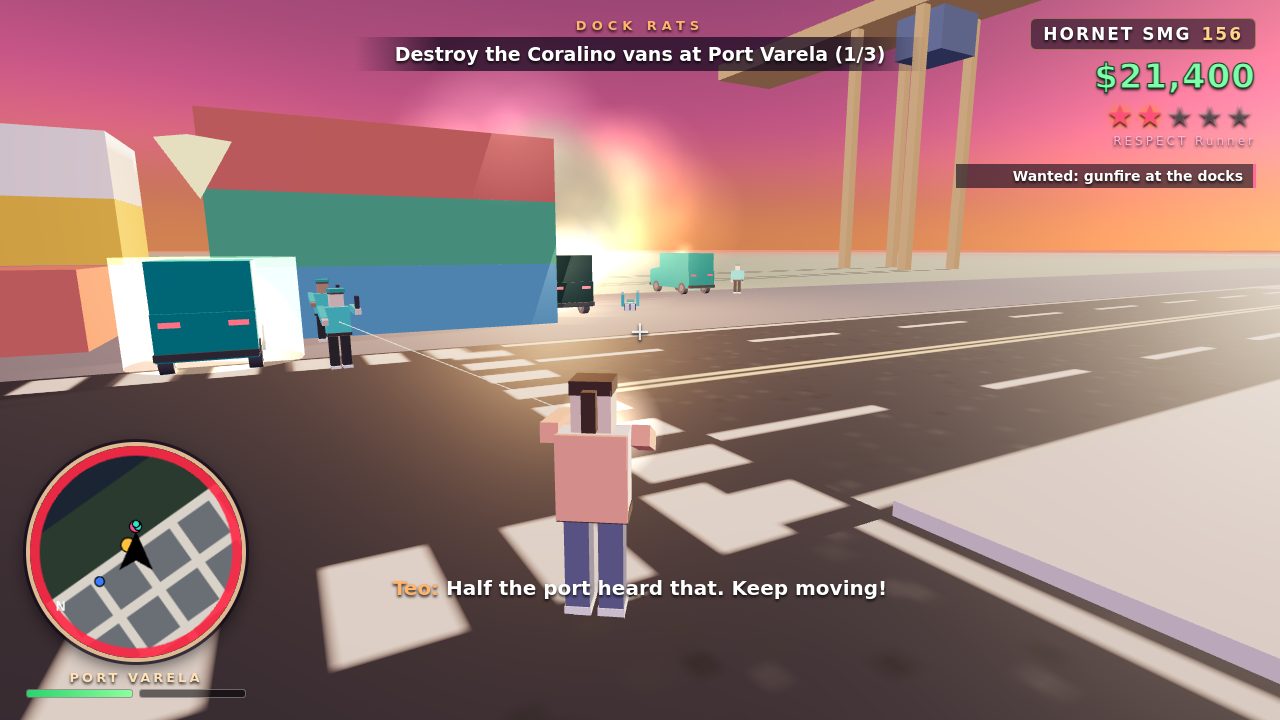 DOCK RATS
Destroy the Coralino vans at Port Varela (1/3)
HORNET SMG 156
$21,400
RESPECT Runner
Wanted: gunfire at the docks
Teo: Half the port heard that. Keep moving!
N
PORT VARELA